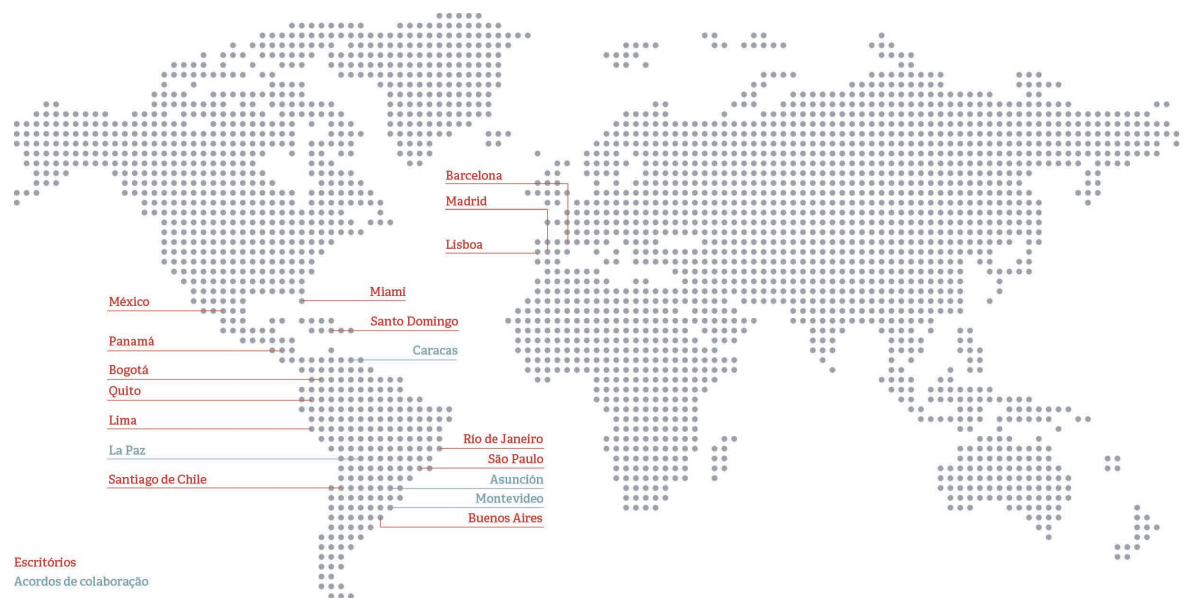 Barcelona
Madrid
Lisboa
Miami
México
Santo Domingo
Panamá
Caracas
Bogotá
Quito
Lima
Río de Janeiro
La Paz
São Paulo
Santiago de Chile
Asunción
Montevideo
Buenos Aires
Escritórios
Acordos de colaboração